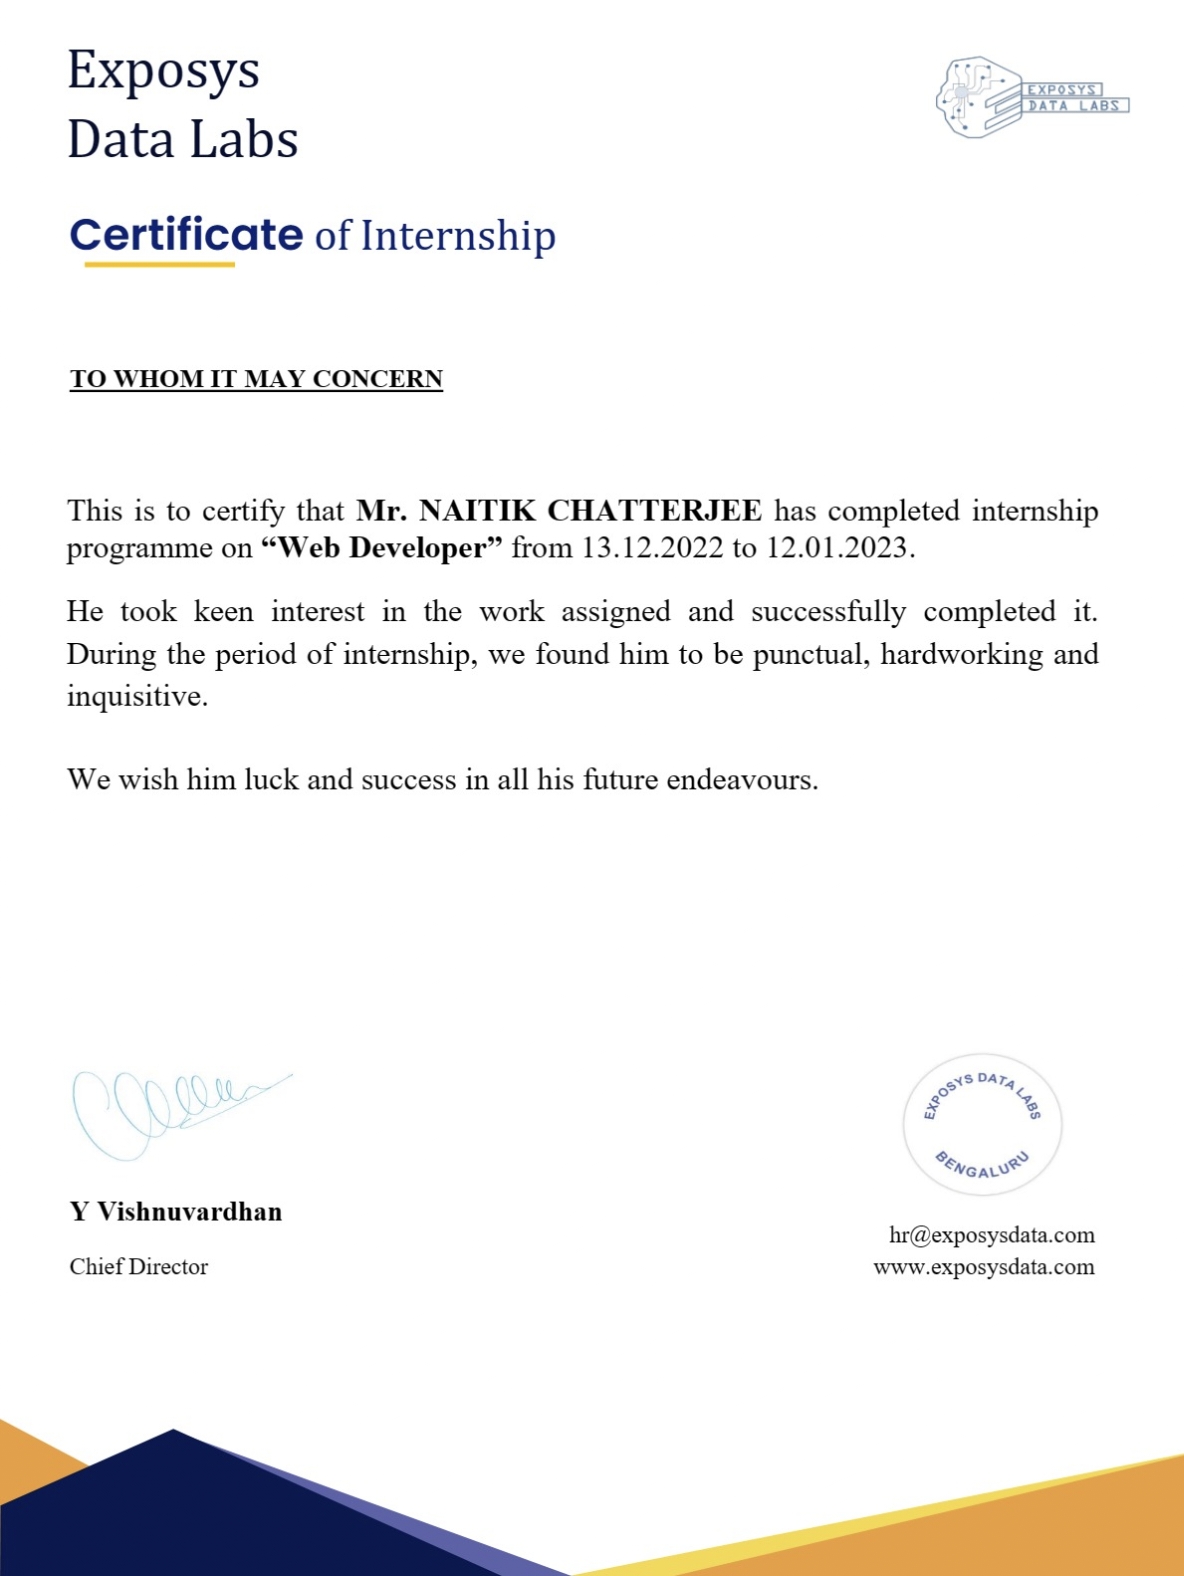 Exposys
Data Labs
EXPOSYS
DATA LABS
Certificate of Internship
TO WHOM IT MAY CONCERN
This is to certify that Mr. NAITIK CHATTERJEE has completed internship
programme on “Web Developer” from 13.12.2022 to 12.01.2023.
He took keen interest in the work assigned and successfully completed it.
During the period of internship, we found him to be punctual, hardworking and
inquisitive.
We wish him luck and success in all his future endeavours.
EXPOSYS DATA LABS
BENGALURU
Y Vishnuvardhan
Chief Director
hr@exposysdata.com
www.exposysdata.com